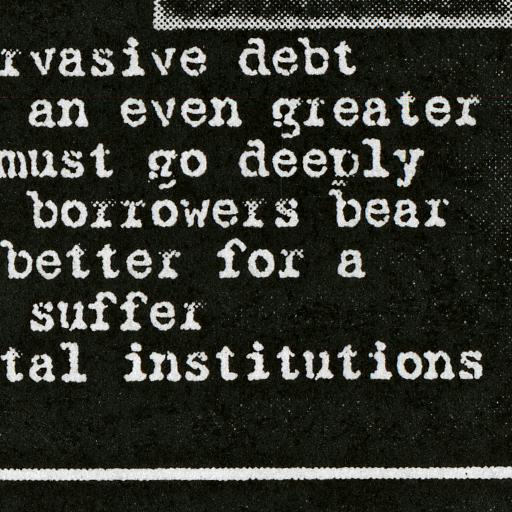 rvasive debt
an even greater
must go deeply
borrowers bear
better for a
suffer
tal institutions